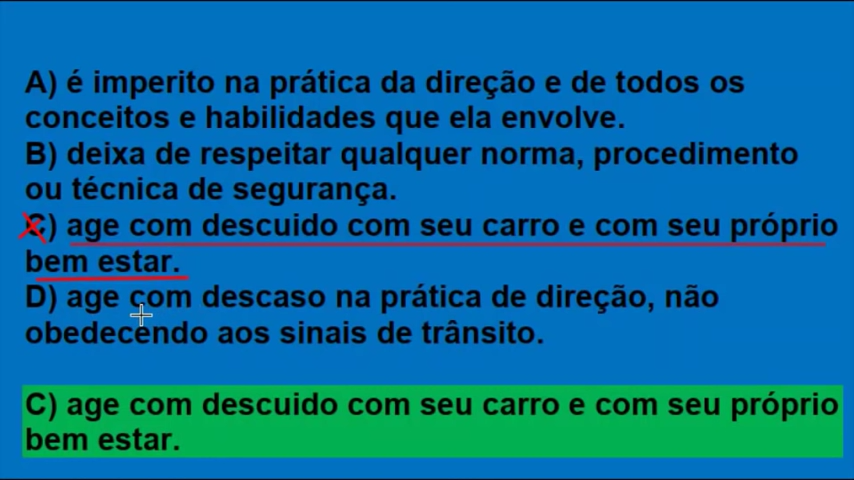 A) é imperito na prática da direção e de todos os
conceitos e habilidades que ela envolve.
B) deixa de respeitar qualquer norma, procedimento
ou técnica de segurança.
C) age com descuido com seu carro e com seu próprio
bem estar.
D) age com descaso na prática de direção, não
obedecendo aos sinais de trânsito.
C) age com descuido com seu carro e com seu próprio
bem estar.